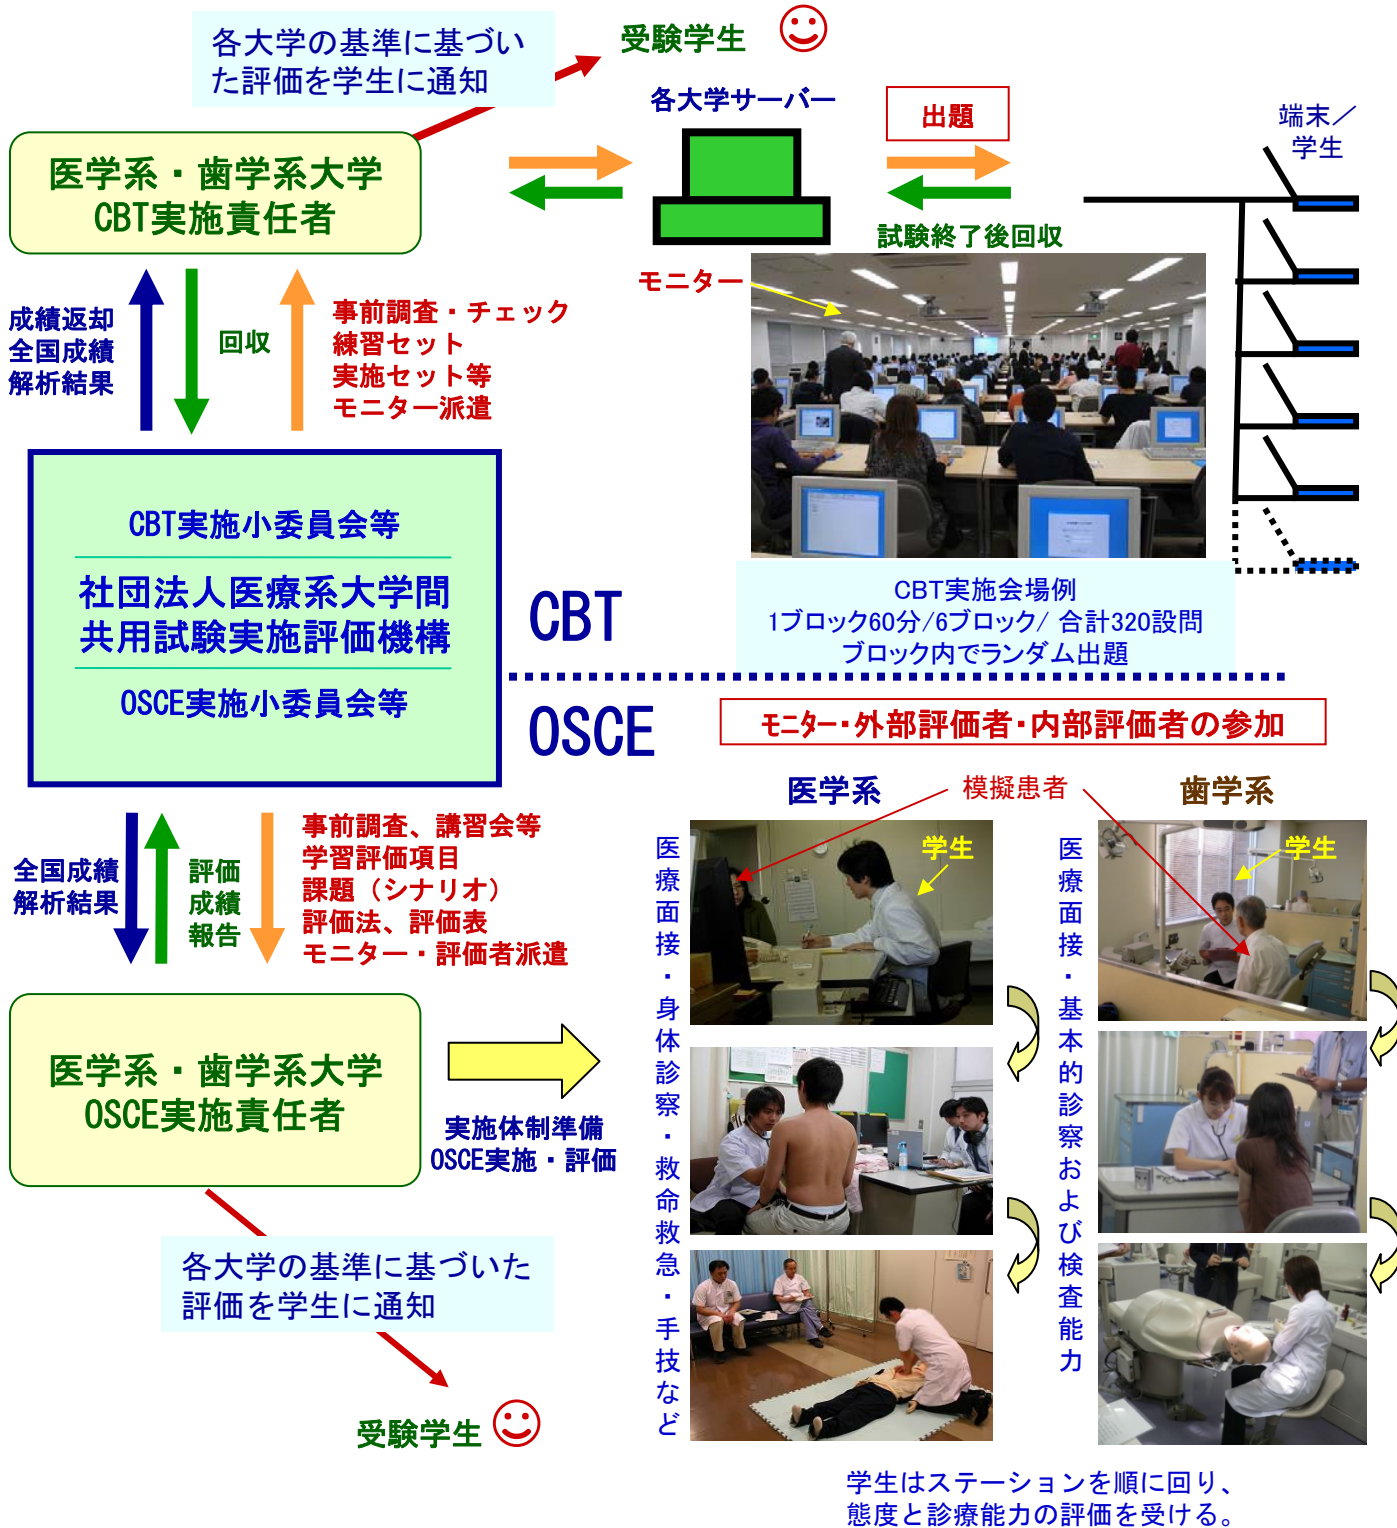 各大学の基準に基づい
た評価を学生に通知
受験学生
各大学サーバー
出題
端末／
学生
医学系・歯学系大学
CBT実施責任者
試験終了後回収
モニター
成績返却
全国成績
解析結果
回収
事前調査・チェック
練習セット
実施セット等
モニター派遣
CBT実施小委員会等
社団法人医療系大学間
共用試験実施評価機構
OSCE実施小委員会等
CBT
CBT実施会場例
1ブロック60分/6ブロック/ 合計320設問
ブロック内でランダム出題
OSCE
モニター・外部評価者・内部評価者の参加
医学系
模擬患者
歯学系
全国成績
解析結果
評価
成績
報告
事前調査、講習会等
学習評価項目
課題（シナリオ）
評価法、評価表
モニター・評価者派遣
医療面接・身体診察・救命救急・手技など
学生
医療面接・基本的診察および検査能力
学生
医学系・歯学系大学
OSCE実施責任者
実施体制準備
OSCE実施・評価
各大学の基準に基づいた
評価を学生に通知
受験学生
学生はステーションを順に回り、
態度と診療能力の評価を受ける。